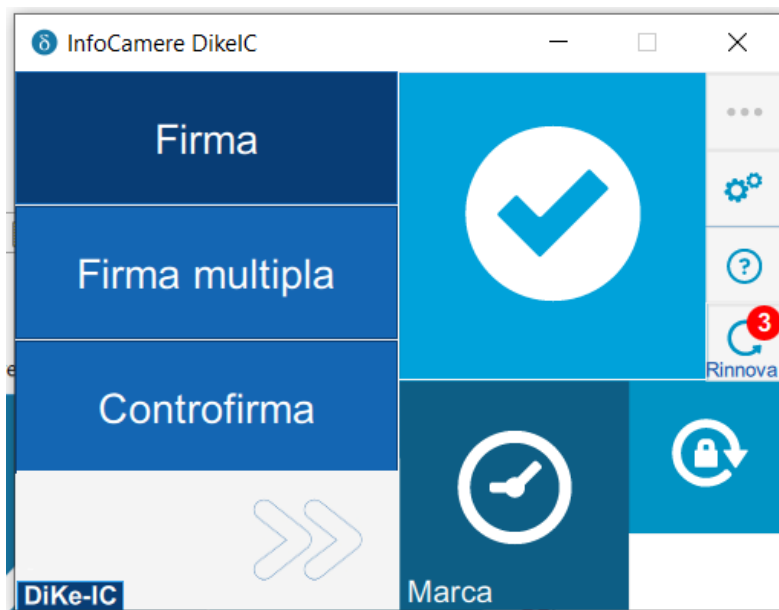 δ InfoCamere DikeIC
Firma
Firma multipla
Controfirma
?
3
Rinnova
e
DiKe-IC
Marca